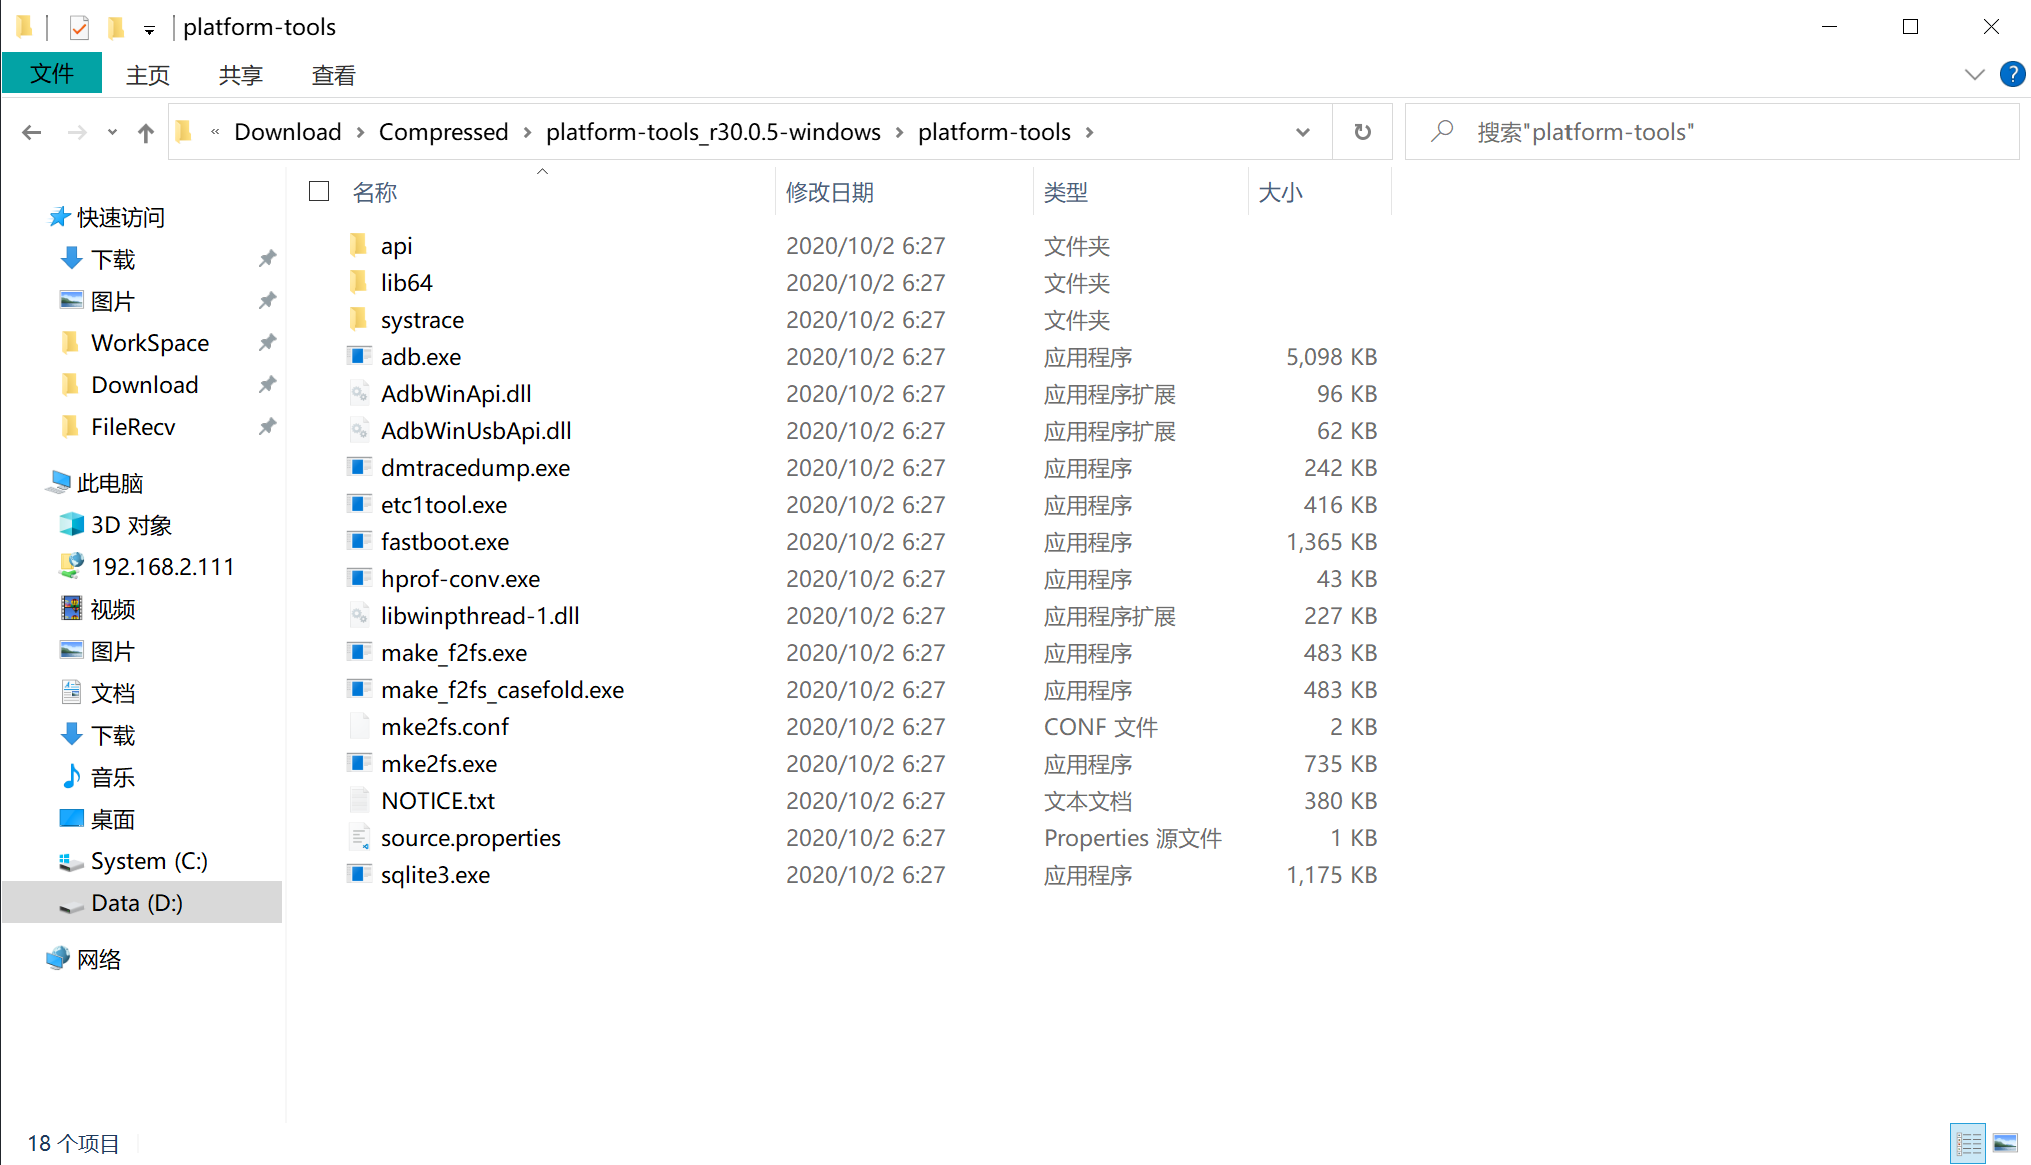 platform-tools
文件 主页 共享 查看
« Download > Compressed > platform-tools_r30.0.5-windows > platform-tools > 搜索"platform-tools"
名称 修改日期 类型 大小
快速访问
下载
图片
WorkSpace
Download
FileRecv
此电脑
3D 对象
192.168.2.111
视频
图片
文档
下载
音乐
桌面
System (C:)
Data (D:)
网络
api 2020/10/2 6:27 文件夹
lib64 2020/10/2 6:27 文件夹
systrace 2020/10/2 6:27 文件夹
adb.exe 2020/10/2 6:27 应用程序 5,098 KB
AdbWinApi.dll 2020/10/2 6:27 应用程序扩展 96 KB
AdbWinUsbApi.dll 2020/10/2 6:27 应用程序扩展 62 KB
dmtracedump.exe 2020/10/2 6:27 应用程序 242 KB
etc1tool.exe 2020/10/2 6:27 应用程序 416 KB
fastboot.exe 2020/10/2 6:27 应用程序 1,365 KB
hprof-conv.exe 2020/10/2 6:27 应用程序 43 KB
libwinpthread-1.dll 2020/10/2 6:27 应用程序扩展 227 KB
make_f2fs.exe 2020/10/2 6:27 应用程序 483 KB
make_f2fs_casefold.exe 2020/10/2 6:27 应用程序 483 KB
mke2fs.conf 2020/10/2 6:27 CONF 文件 2 KB
mke2fs.exe 2020/10/2 6:27 应用程序 735 KB
NOTICE.txt 2020/10/2 6:27 文本文档 380 KB
source.properties 2020/10/2 6:27 Properties 源文件 1 KB
sqlite3.exe 2020/10/2 6:27 应用程序 1,175 KB
18 个项目